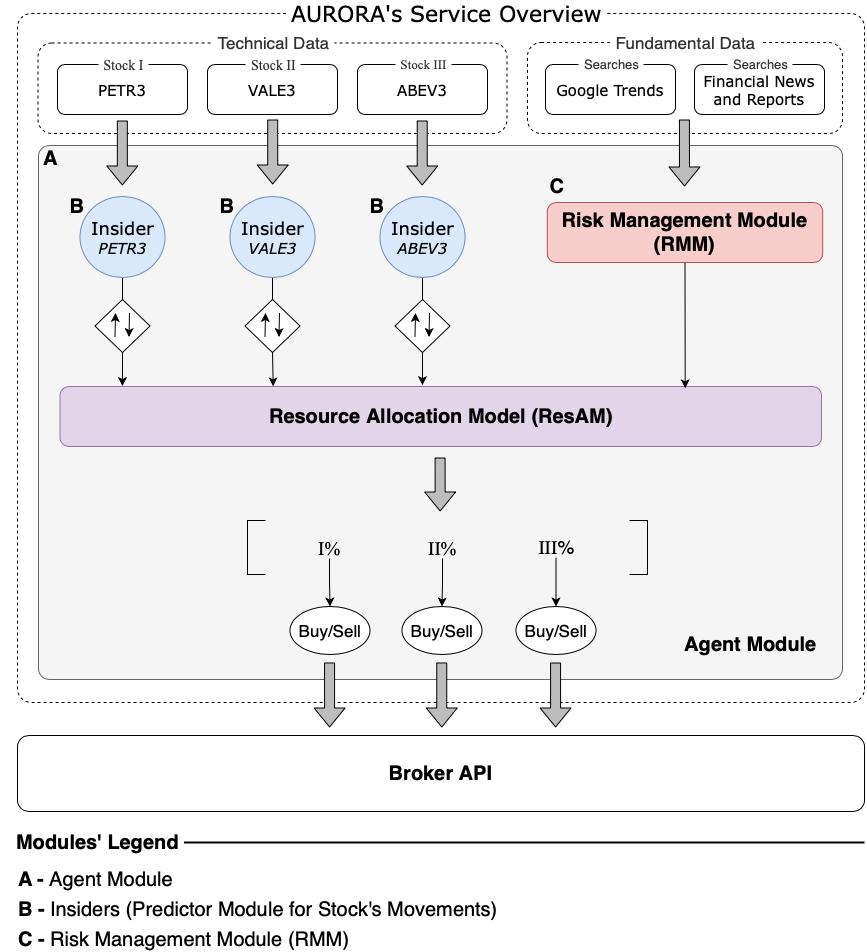 AURORA's Service Overview
Technical Data
Fundamental Data
Stock I
PETR3
Stock II
VALE3
Stock III
ABEV3
Searches
Google Trends
Searches
Financial News
and Reports
A
B
Insider
PETR3
B
Insider
VALE3
B
Insider
ABEV3
C
Risk Management Module
(RMM)
Resource Allocation Model (ResAM)
I%
II%
III%
Buy/Sell
Buy/Sell
Buy/Sell
Agent Module
Broker API
Modules' Legend
A - Agent Module
B - Insiders (Predictor Module for Stock's Movements)
C - Risk Management Module (RMM)